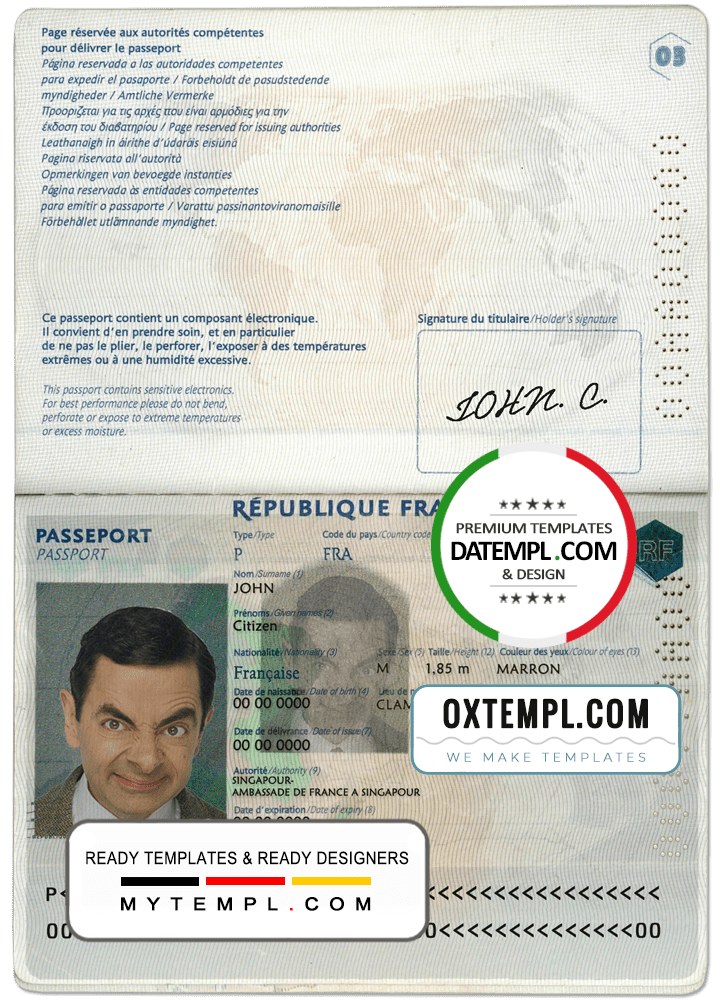 Page réservée aux autorités compétentes
pour délivrer le passeport
Página reservada a las autoridades competentes
para expedir el pasaporte / Forbeholdt de pasudstedende
myndigheder / Amtliche Vermerke
Προορίζεται για τις αρχές που είναι αρμόδιες για την
έκδοση του διαβατηρίου / Page reserved for issuing authorities
Leathanaigh in áirithe d'údaráis eisiúná
Pagina riservata all'autorità
Opmerkingen van bevoegde instanties
Página reservada às entidades competentes
para emitir o passaporte / Varattu passinantoviranomaisille
Förbehållet utlämnande myndighet.
03
Ce passeport contient un composant électronique.
Il convient d'en prendre soin, et en particulier
de ne pas le plier, le perforer, l'exposer à des températures
extrêmes ou à une humidité excessive.
This passport contains sensitive electronics.
For best performance please do not bend,
perforate or expose to extreme temperatures
or excess moisture.
Signature du titulaire/Holder's signature
JOHN. C.
RÉPUBLIQUE FRA
PASSEPORT
PASSPORT
Type/Type
Code du pays/Country code
P
FRA
Nom/Surname (1)
JOHN
Prénoms/Given names (2)
Citizen
Nationalité/Nationality (3)
Sexe/Sex (5)
Taille/Height (12)
Couleur des yeux/Colour of eyes (13)
Française
M
1,85 m
MARRON
Date de naissance/Date of birth (4)
Lieu de
00 00 0000
CLAM
Date de délivrance/Date of issue(7)
00 00 0000
Autorité/Authority (9)
SINGAPOUR-
AMBASSADE DE FRANCE A SINGAPOUR
Date d'expiration/Date of expiry (8)
RF
PREMIUM TEMPLATES
DATEMPL.COM
& DESIGN
OXTEMPL.COM
WE MAKE TEMPLATES
READY TEMPLATES & READY DESIGNERS
MYTEMPL.COM
P<
<<<<<<<<<<<<<<<<<<
00
0<<<<<<<<<<<<<<00